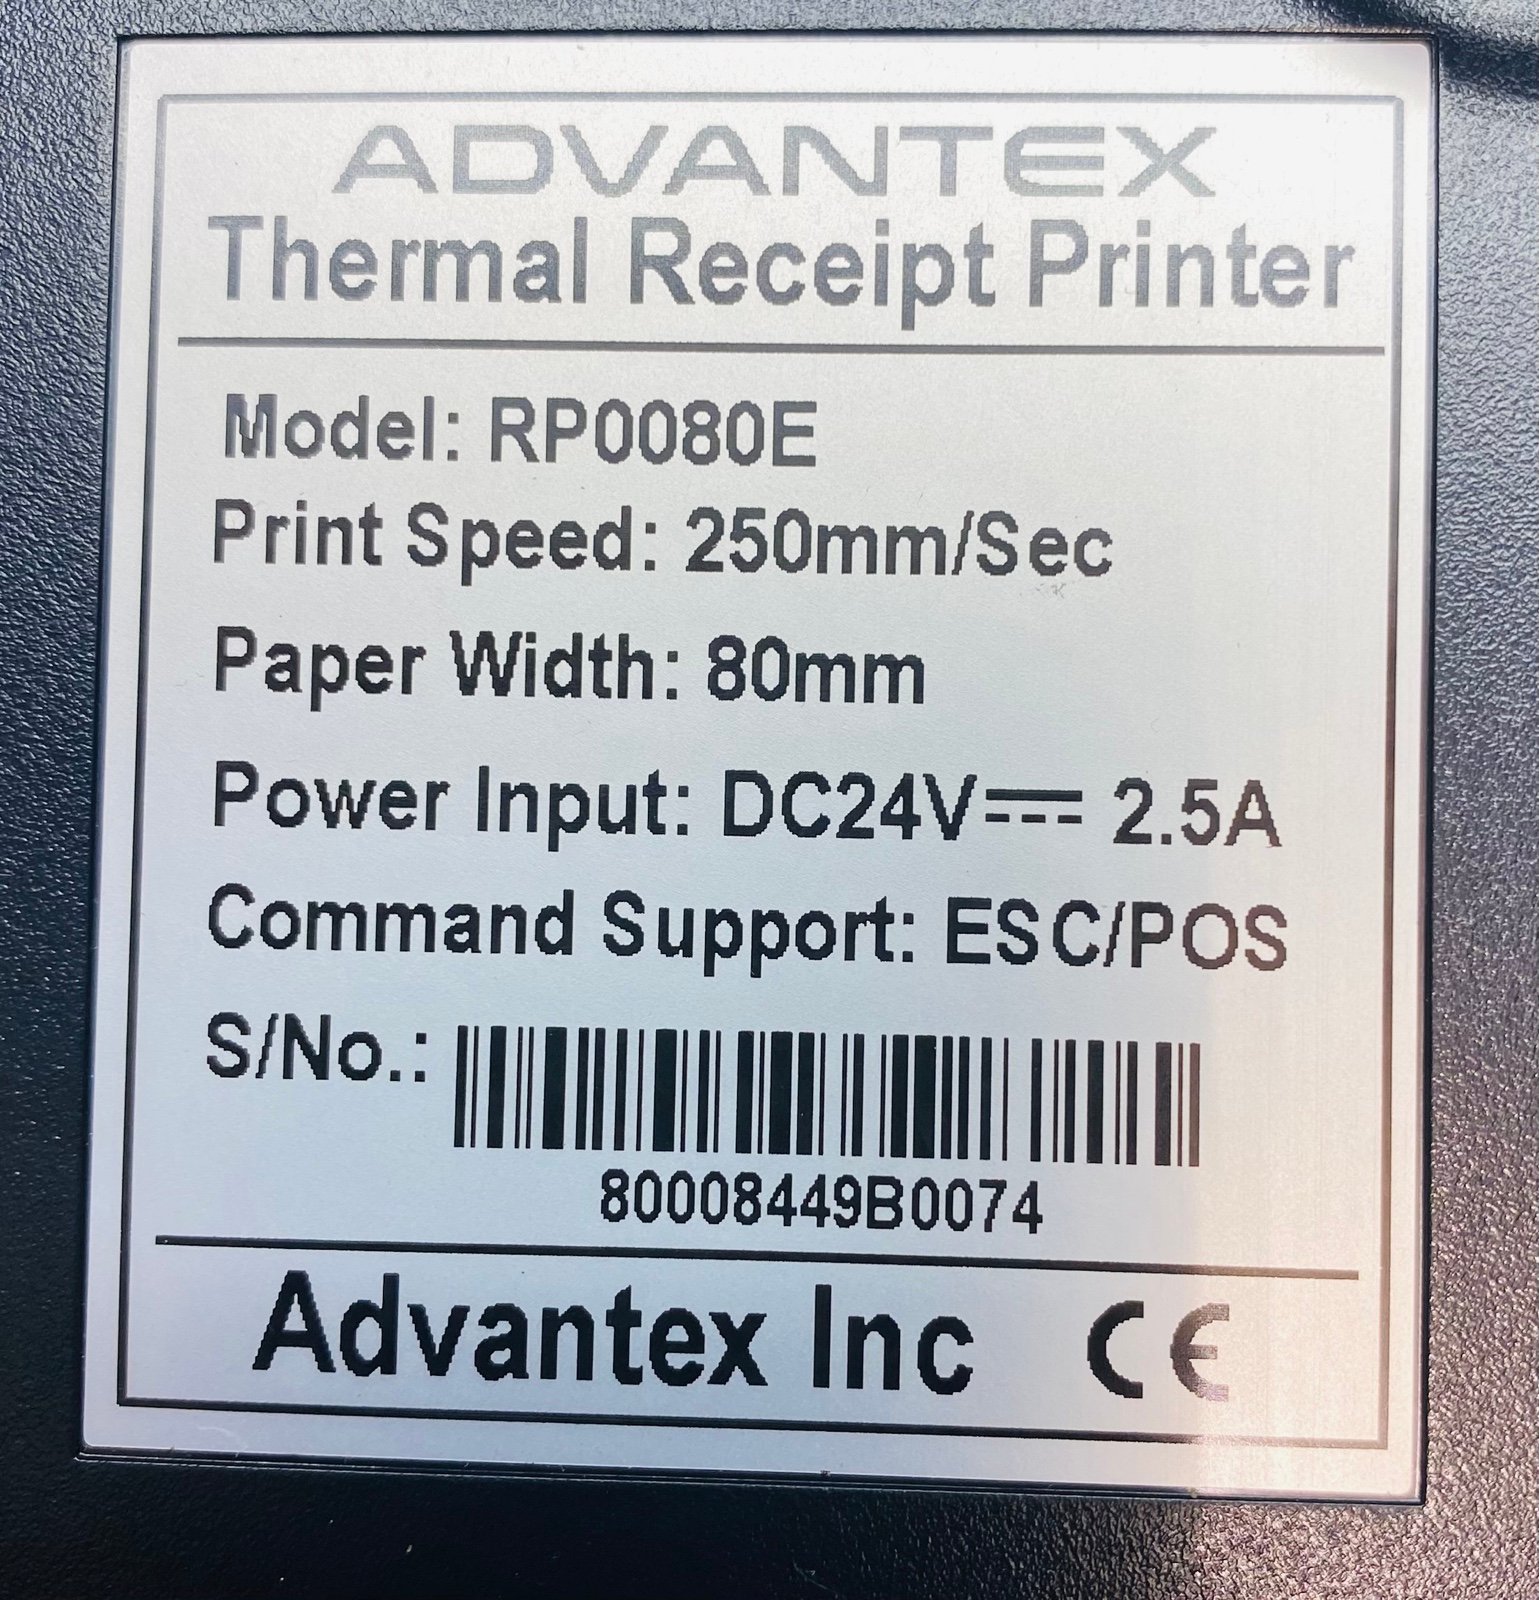 ADVANTEX
Thermal Receipt Printer
Model: RP0080E
Print Speed: 250mm/Sec
Paper Width: 80mm
Power Input: DC24V⎓ 2.5A
Command Support: ESC/POS
S/No.:
80008449B0074
Advantex Inc CE